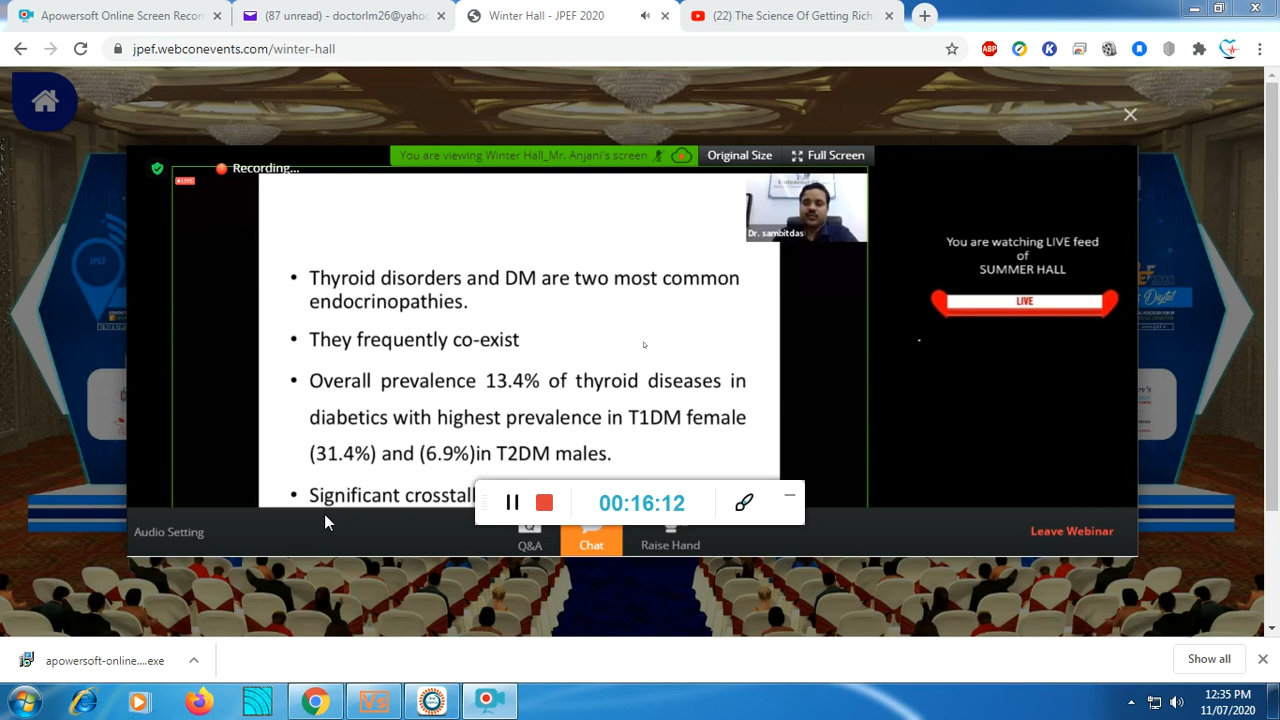 Apowersoft Online Screen Recor
(87 unread) - doctorlm26@yahoo
Winter Hall - JPEF 2020
(22) The Science Of Getting Rich
jpef.webconevents.com/winter-hall
ABP
K
You are viewing Winter Hall_Mr. Anjani's screen
Original Size
Full Screen
Recording...
LIVE
Dr. sambitdas
• Thyroid disorders and DM are two most common
endocrinopathies.
• They frequently co-exist
• Overall prevalence 13.4% of thyroid diseases in
diabetics with highest prevalence in T1DM female
(31.4%) and (6.9%)in T2DM males.
• Significant crosstal
You are watching LIVE feed
of
SUMMER HALL
LIVE
00:16:12
Audio Setting
Q&A
Chat
Raise Hand
Leave Webinar
apowersoft-online....exe
Show all
Vs
12:35 PM
11/07/2020